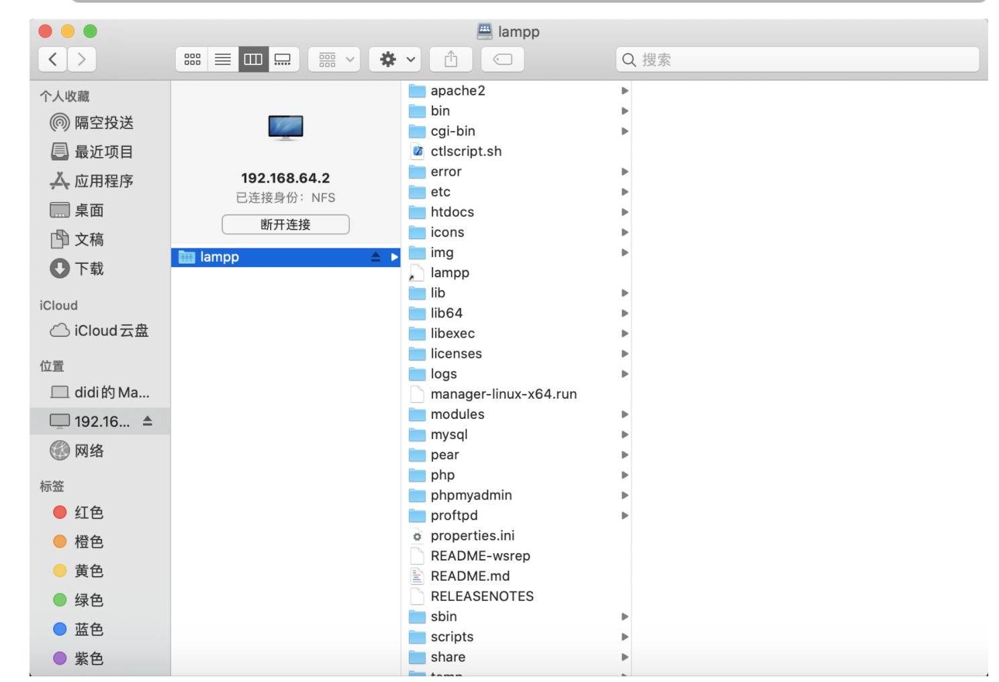 lampp
搜索
个人收藏
隔空投送
最近项目
应用程序
桌面
文稿
下载
iCloud
iCloud云盘
位置
didi的Ma...
192.16...
网络
标签
红色
橙色
黄色
绿色
蓝色
紫色
192.168.64.2
已连接身份：NFS
断开连接
lampp
apache2
bin
cgi-bin
ctlscript.sh
error
etc
htdocs
icons
img
lampp
lib
lib64
libexec
licenses
logs
manager-linux-x64.run
modules
mysql
pear
php
phpmyadmin
proftpd
properties.ini
README-wsrep
README.md
RELEASENOTES
sbin
scripts
share